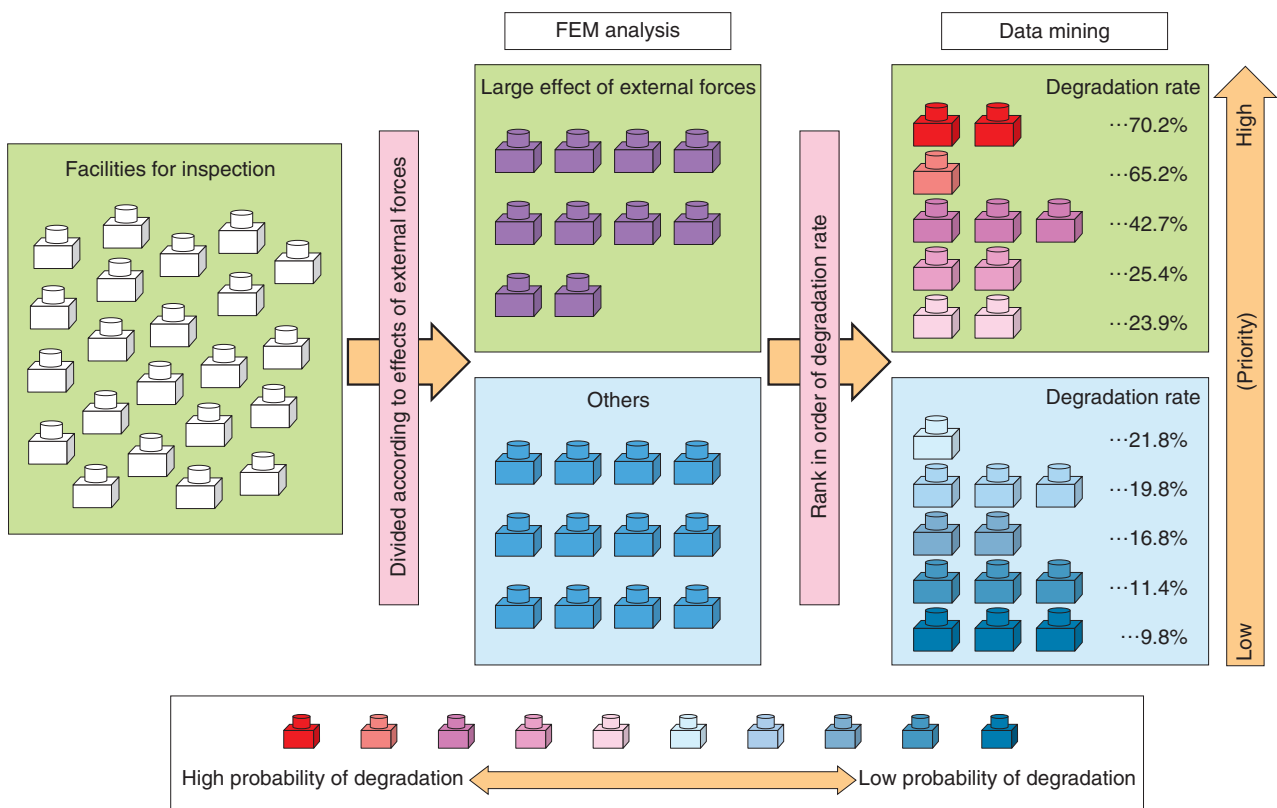 FEM analysis
Data mining
Facilities for inspection
Divided according to effects of external forces
Large effect of external forces
Others
Rank in order of degradation rate
Degradation rate
…70.2%
…65.2%
…42.7%
…25.4%
…23.9%
Degradation rate
…21.8%
…19.8%
…16.8%
…11.4%
…9.8%
High
(Priority)
Low
High probability of degradation
Low probability of degradation